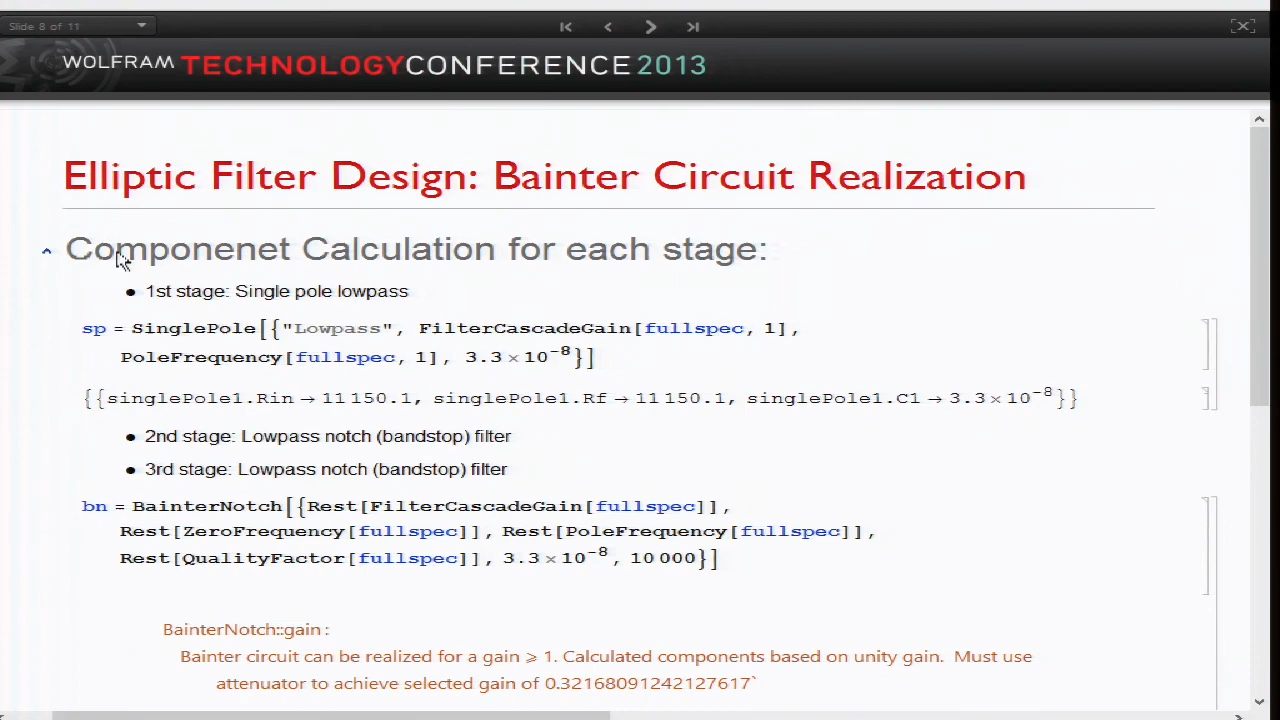 Slide 8 of 11
WOLFRAM TECHNOLOGYCONFERENCE 2013
Elliptic Filter Design: Bainter Circuit Realization
Componenet Calculation for each stage:
● 1st stage: Single pole lowpass
sp = SinglePole[{"Lowpass", FilterCascadeGain[fullspec, 1],
PoleFrequency[fullspec, 1], 3.3×10⁻⁸}]
{{singlePole1.Rin → 11 150.1, singlePole1.Rf → 11 150.1, singlePole1.C1 → 3.3×10⁻⁸}}
● 2nd stage: Lowpass notch (bandstop) filter
● 3rd stage: Lowpass notch (bandstop) filter
bn = BainterNotch[{Rest[FilterCascadeGain[fullspec]],
Rest[ZeroFrequency[fullspec]], Rest[PoleFrequency[fullspec]],
Rest[QualityFactor[fullspec]], 3.3×10⁻⁸, 10 000}]
BainterNotch::gain :
Bainter circuit can be realized for a gain ⩾ 1. Calculated components based on unity gain. Must use
attenuator to achieve selected gain of 0.32168091242127617`